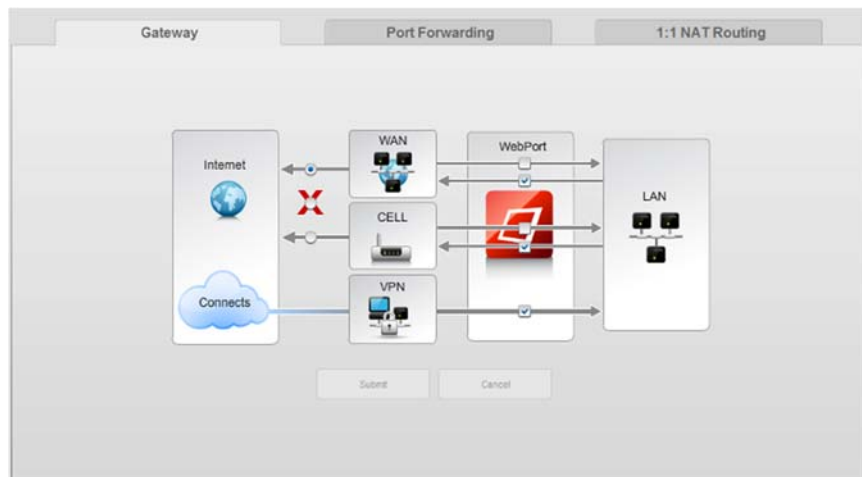 Gateway
Port Forwarding
1:1 NAT Routing
WAN
WebPort
Internet
LAN
CELL
VPN
Connects
Submit
Cancel